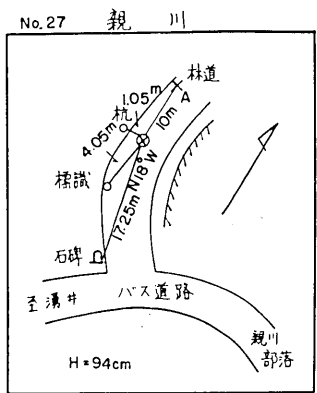 No. 27 親川
林道
1.05m
杭
10m A
4.05m
標識
17.25m N18°W
石碑
至湧井
バス道路
親川
部落
H=94cm